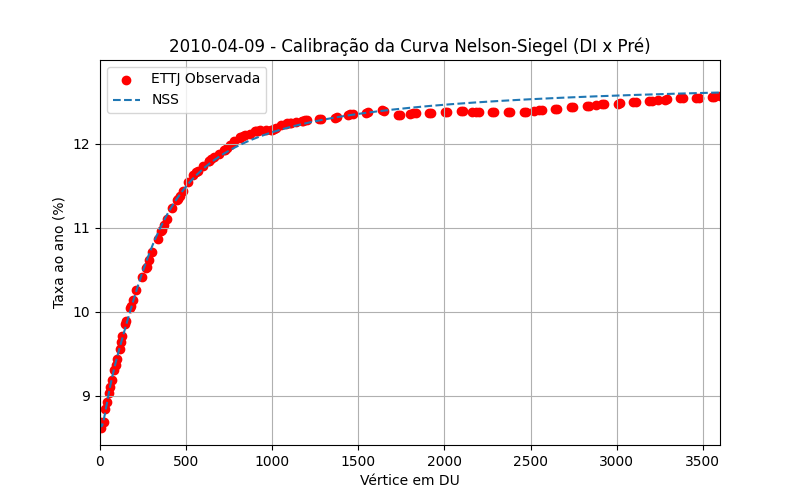 2010-04-09 - Calibração da Curva Nelson-Siegel (DI x Pré)
ETTJ Observada
NSS
Taxa ao ano (%)
12
11
10
9
0 500 1000 1500 2000 2500 3000 3500
Vértice em DU